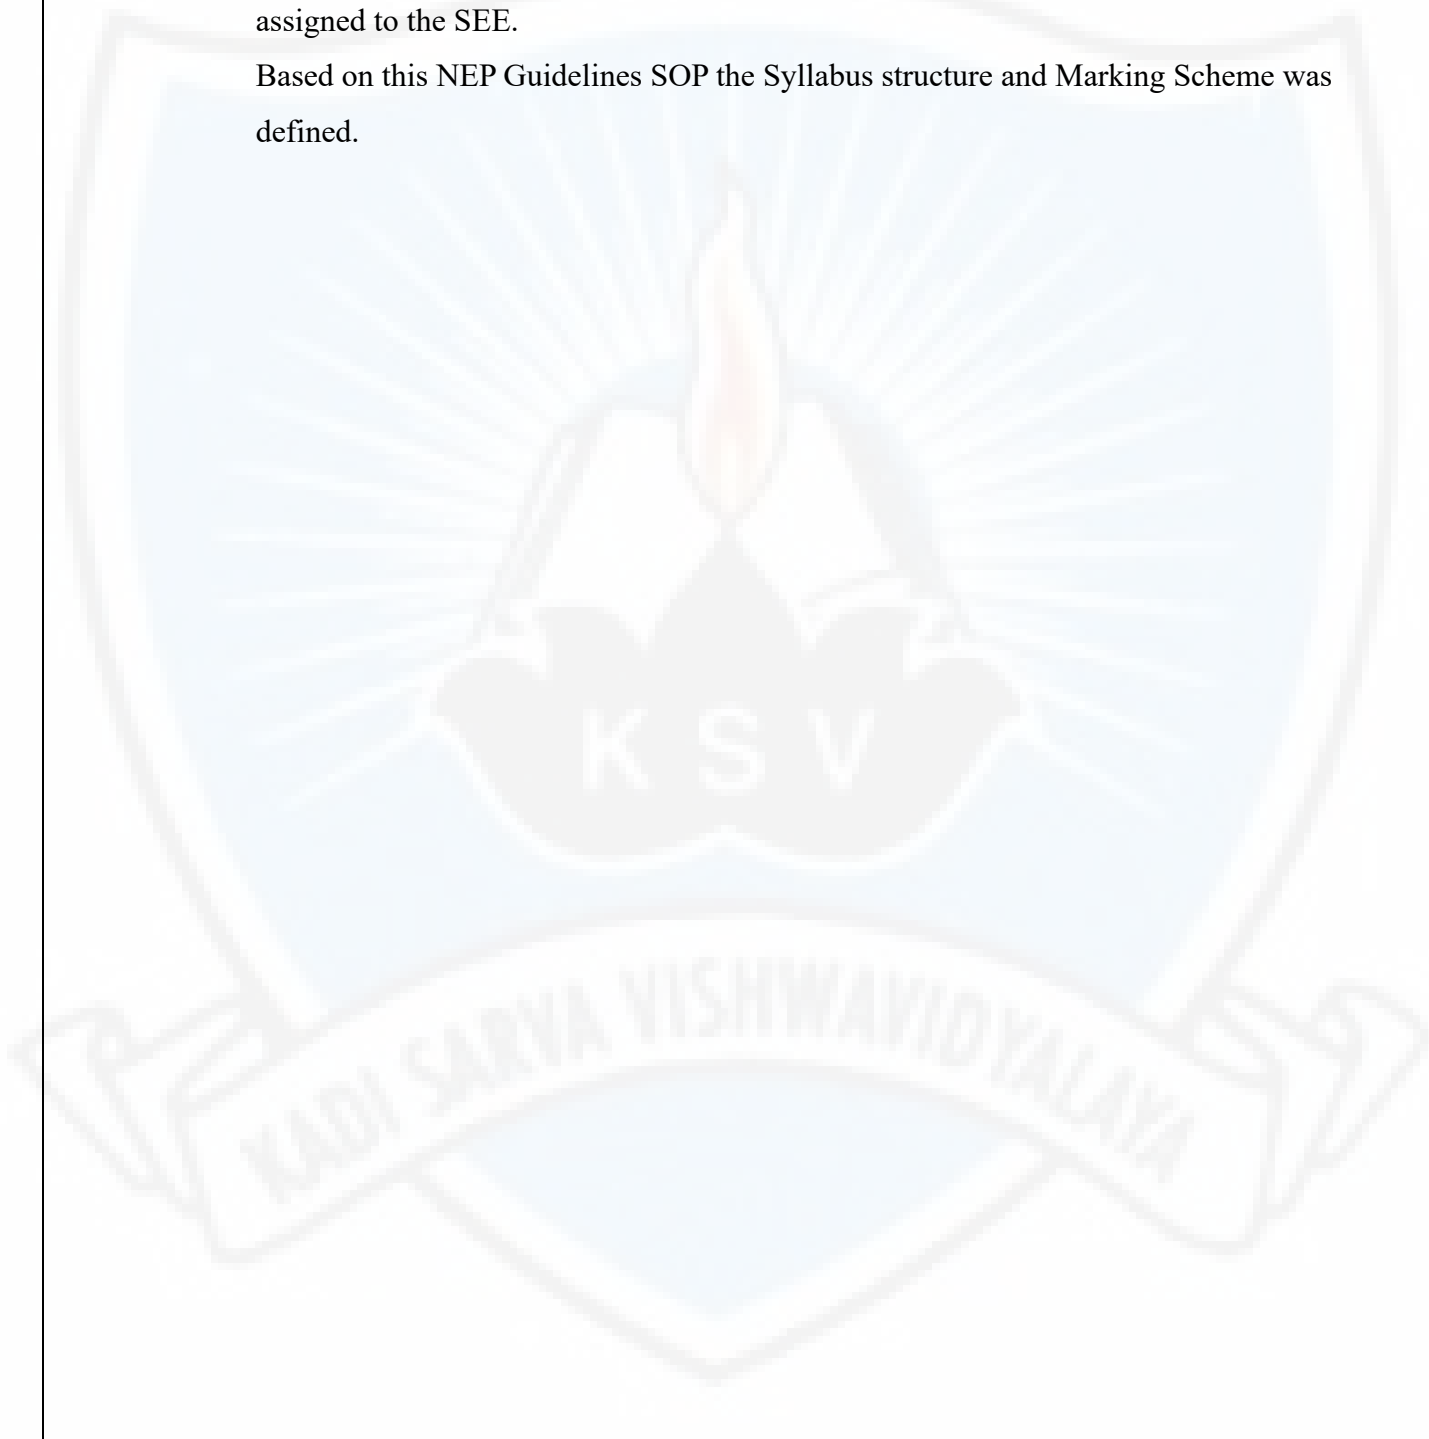 assigned to the SEE.
Based on this NEP Guidelines SOP the Syllabus structure and Marking Scheme was
defined.
K S V
KADI SARVA VISHWAVIDYALAYA